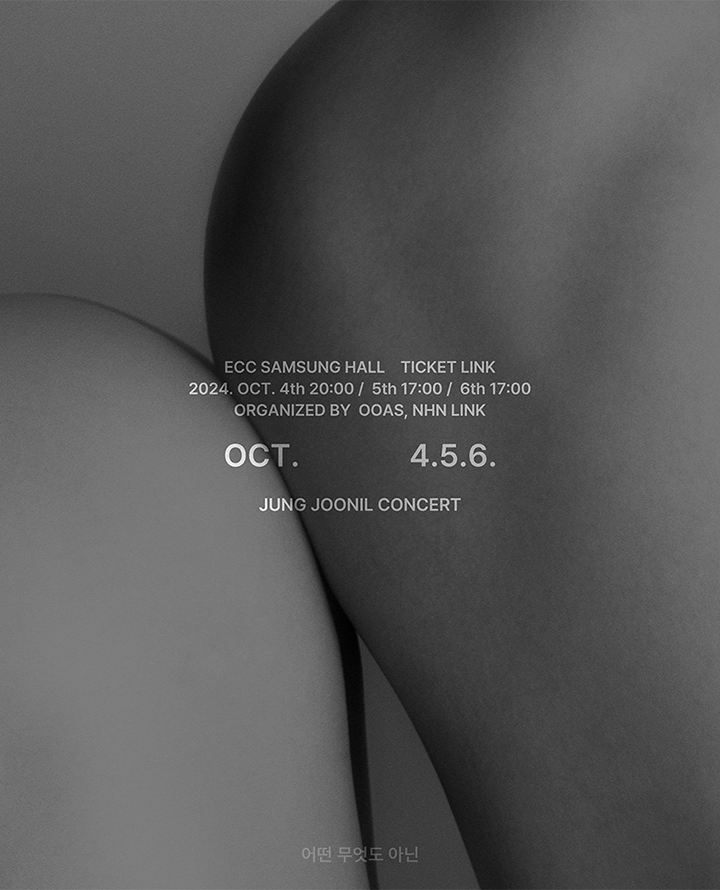 ECC SAMSUNG HALL TICKET LINK
2024. OCT. 4th 20:00 / 5th 17:00 / 6th 17:00
ORGANIZED BY OOAS, NHN LINK
OCT. 4.5.6.
JUNG JOONIL CONCERT
어떤 무엇도 아닌